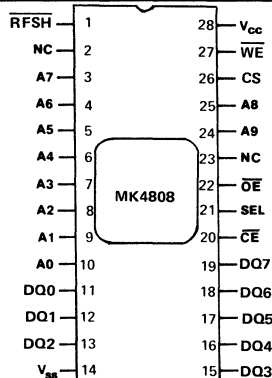 RFSH 1 28 Vcc
NC 2 27 WE
A7 3 26 CS
A6 4 25 A8
A5 5 24 A9
A4 6 23 NC
A3 7 22 OE
MK4808
A2 8 21 SEL
A1 9 20 CE
A0 10 19 DQ7
DQ0 11 18 DQ6
DQ1 12 17 DQ5
DQ2 13 16 DQ4
Vss 14 15 DQ3